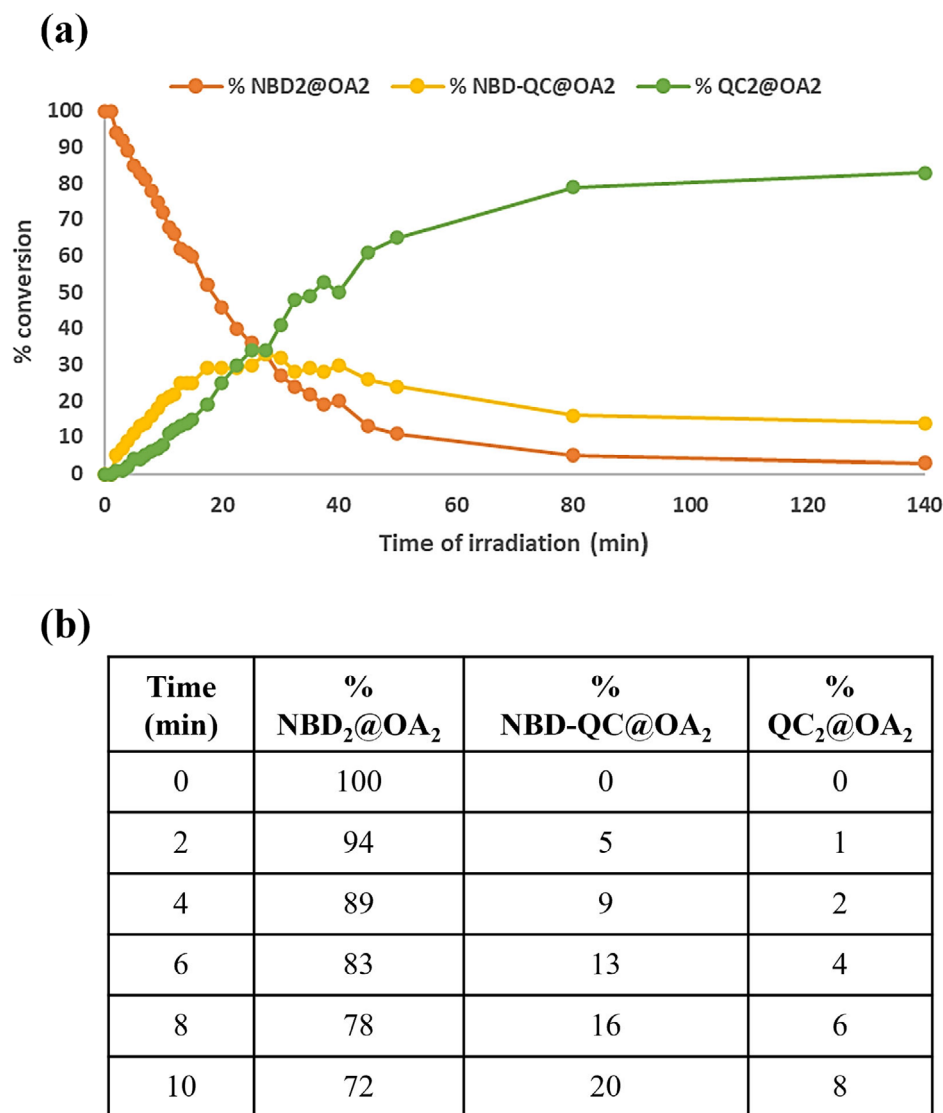 (a)
% NBD2@OA2 % NBD-QC@OA2 % QC2@OA2
100
90
80
70
60
50
40
30
20
10
0
% conversion
0 20 40 60 80 100 120 140
Time of irradiation (min)
(b)
Time (min) % NBD₂@OA₂ % NBD-QC@OA₂ % QC₂@OA₂
0 100 0 0
2 94 5 1
4 89 9 2
6 83 13 4
8 78 16 6
10 72 20 8